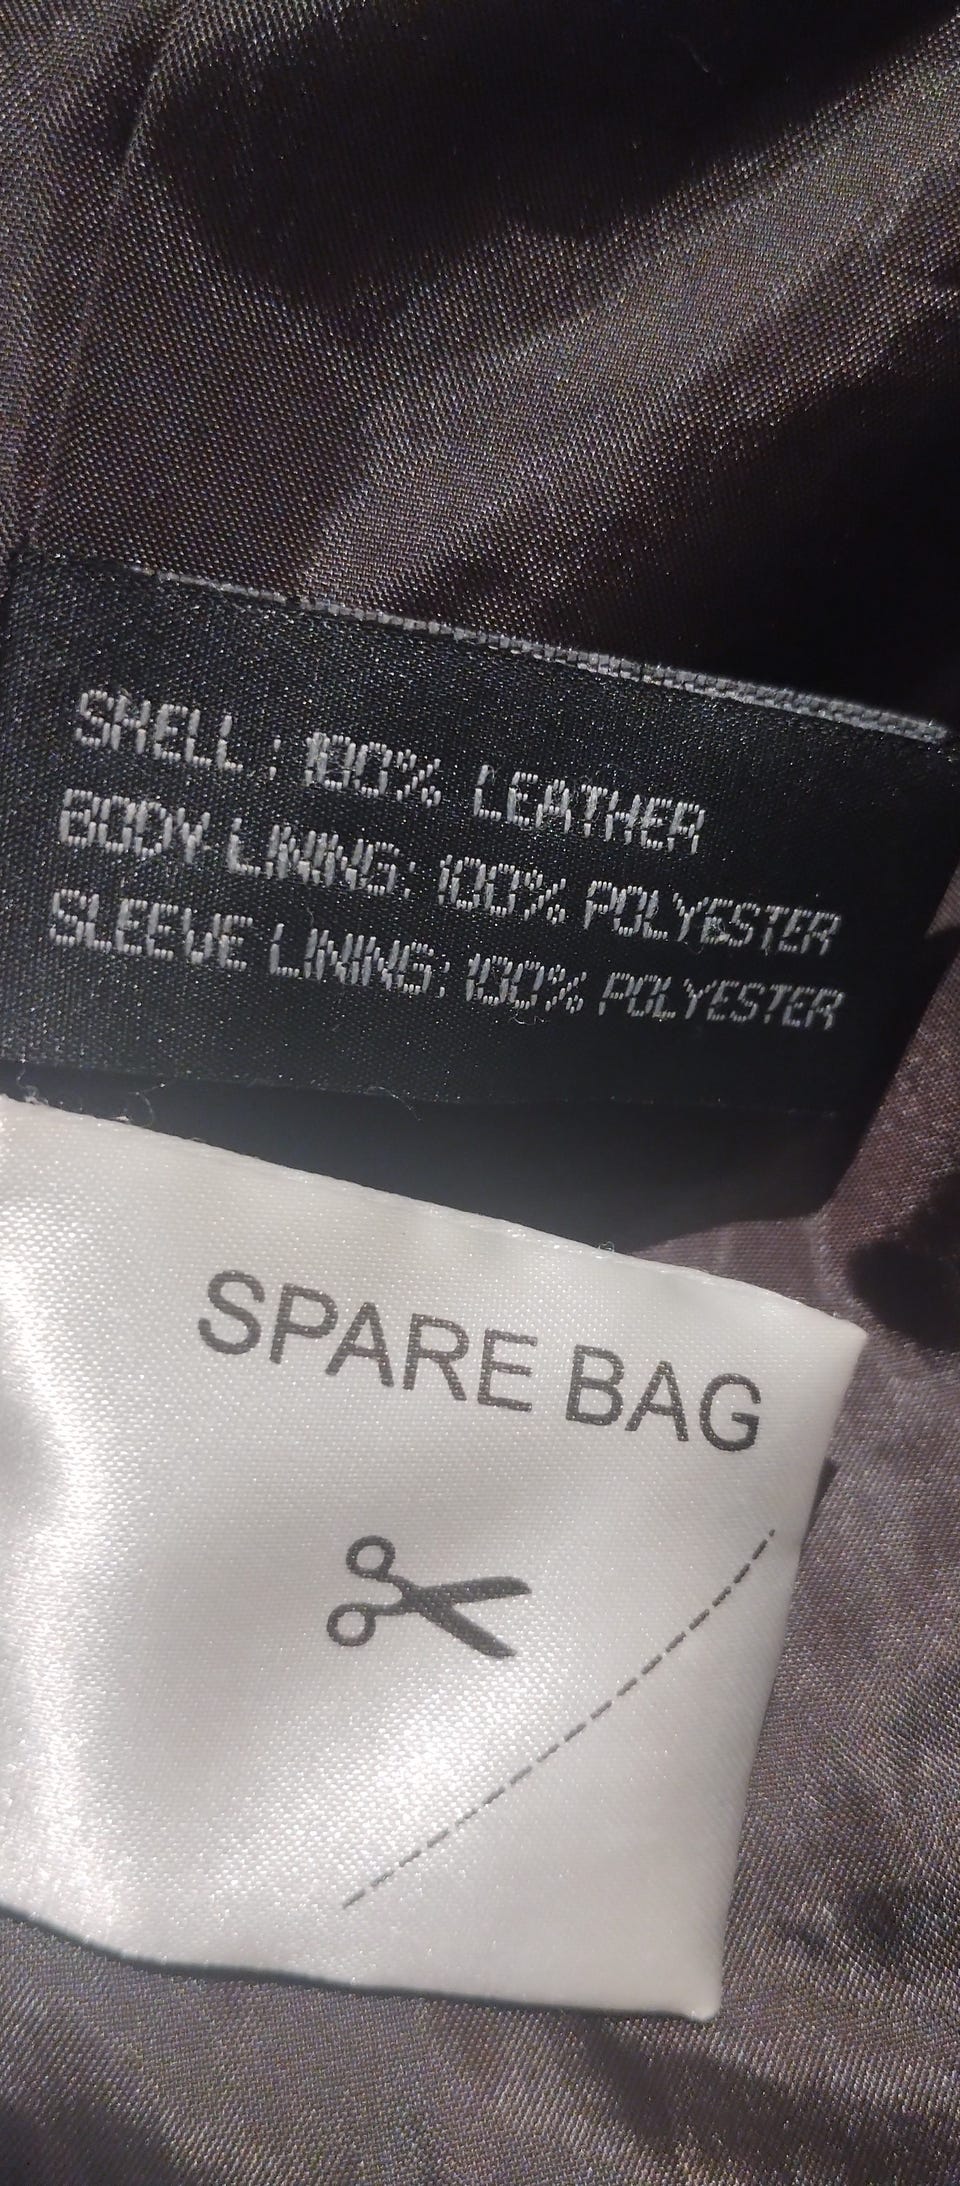 SHELL : 100% LEATHER
BODY LINING: 100% POLYESTER
SLEEVE LINING: 100% POLYESTER
SPARE BAG